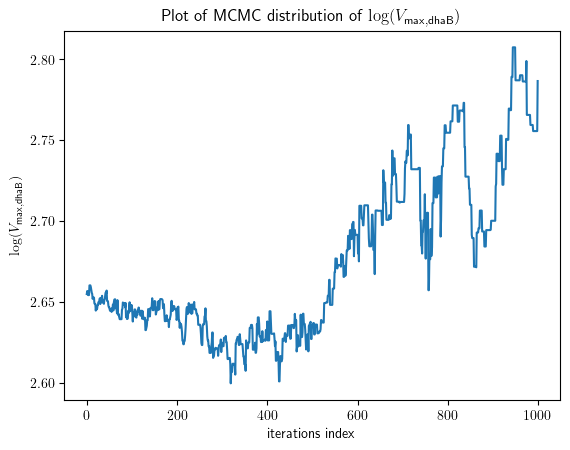 Plot of MCMC distribution of log(V_max,dhaB)
log(V_max,dhaB)
2.80
2.75
2.70
2.65
2.60
0 200 400 600 800 1000
iterations index